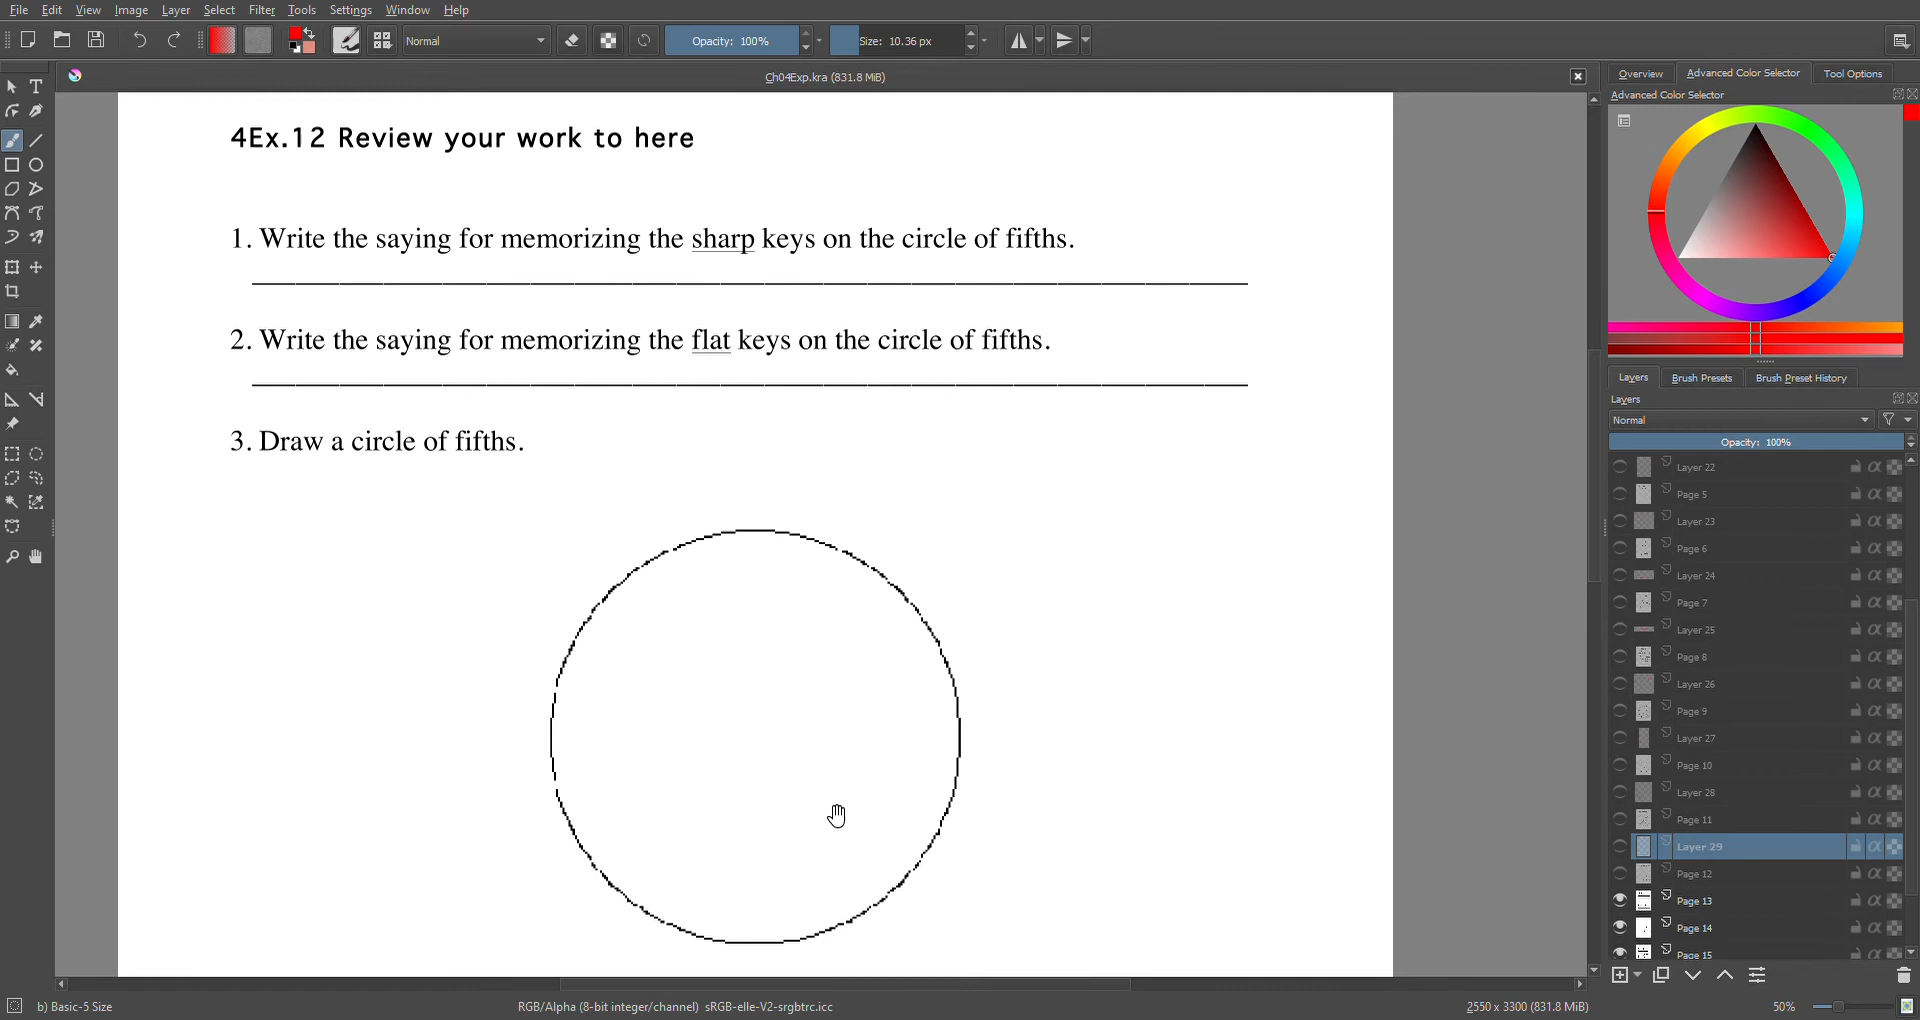 File Edit View Image Layer Select Filter Tools Settings Window Help
Normal Opacity: 100% Size: 10.36 px
Ch04Exp.kra (831.8 MiB)
Overview Advanced Color Selector Tool Options
Advanced Color Selector
4Ex.12 Review your work to here
1. Write the saying for memorizing the sharp keys on the circle of fifths.
2. Write the saying for memorizing the flat keys on the circle of fifths.
3. Draw a circle of fifths.
Layers Brush Presets Brush Preset History
Layers
Normal
Opacity: 100%
Layer 22
Page 5
Layer 23
Page 6
Layer 24
Page 7
Layer 25
Page 8
Layer 26
Page 9
Layer 27
Page 10
Layer 28
Page 11
Layer 29
Page 12
Page 13
Page 14
Page 15
b) Basic-5 Size RGB/Alpha (8-bit integer/channel) sRGB-elle-V2-srgbtrc.icc 2550 x 3300 (831.8 MiB) 50%